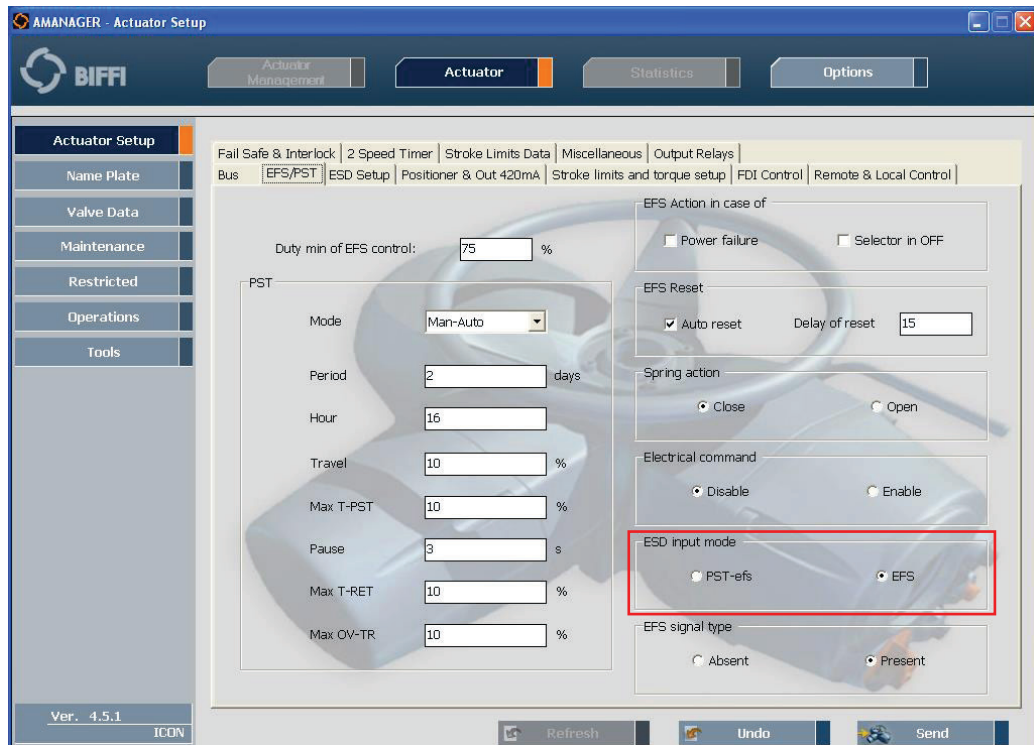 AMANAGER - Actuator Setup
BIFFI
Actuator
Management
Actuator
Statistics
Options
Actuator Setup
Name Plate
Valve Data
Maintenance
Restricted
Operations
Tools
Fail Safe & Interlock
2 Speed Timer
Stroke Limits Data
Miscellaneous
Output Relays
Bus
EFS/PST
ESD Setup
Positioner & Out 420mA
Stroke limits and torque setup
FDI Control
Remote & Local Control
Duty min of EFS control: 75 %
PST
Mode Man-Auto
Period 2 days
Hour 16
Travel 10 %
Max T-PST 10 %
Pause 3 s
Max T-RET 10 %
Max OV-TR 10 %
EFS Action in case of
Power failure Selector in OFF
EFS Reset
Auto reset Delay of reset 15
Spring action
Close Open
Electrical command
Disable Enable
ESD input mode
PST-efs EFS
EFS signal type
Absent Present
Ver. 4.5.1
ICON
Refresh
Undo
Send